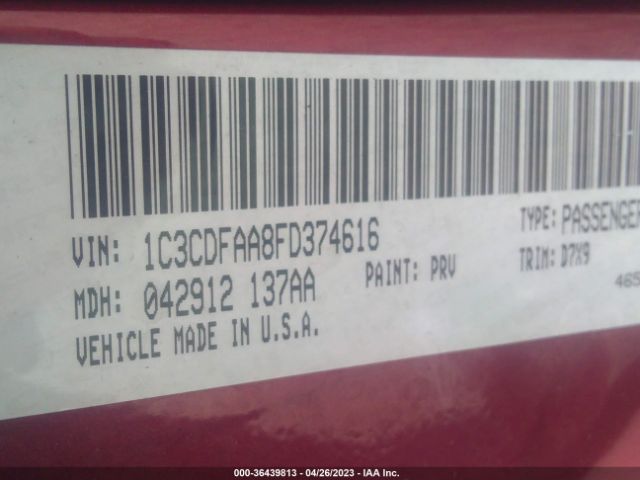 VIN: 1C3CDFAA8FD374616
TYPE: PASSENGER
MDH: 042912 137AA
PAINT: PRV
TRIM: D7X9
VEHICLE MADE IN U.S.A.
000-36439813 - 04/26/2023 - IAA Inc.